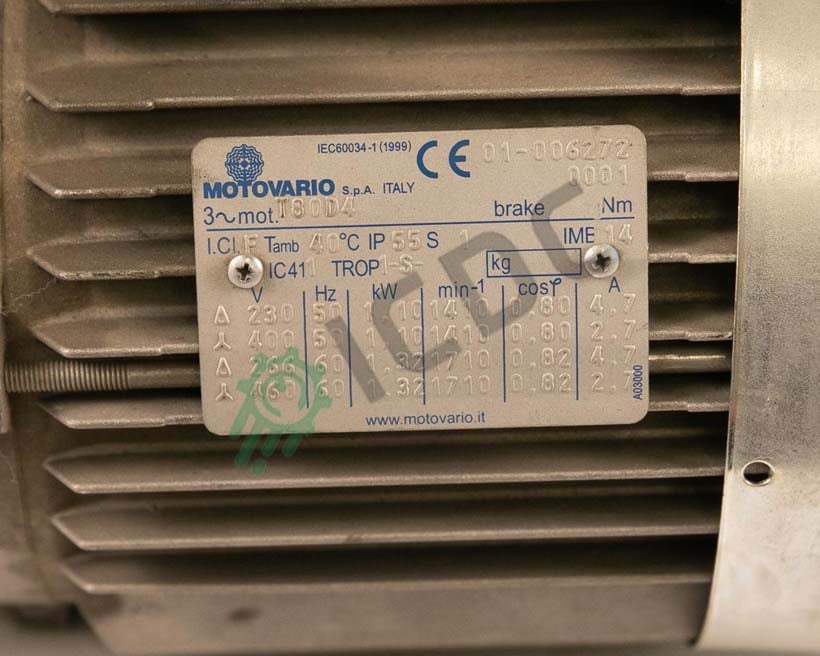 IEC60034-1 (1999) CE 01-006272
0001
MOTOVARIO S.p.A. ITALY
3~mot. T80D4 brake Nm
I.Cl. F Tamb 40°C IP 55 S 1 IM B 14
IC411 TROP -S- kg
V Hz kW min-1 cosφ A
Δ 230 50 1.10 1410 0.80 4.7
⅄ 400 50 1.10 1410 0.80 2.7
Δ 266 60 1.32 1710 0.82 4.7
⅄ 460 60 1.32 1710 0.82 2.7
www.motovario.it
A03000
ICDC